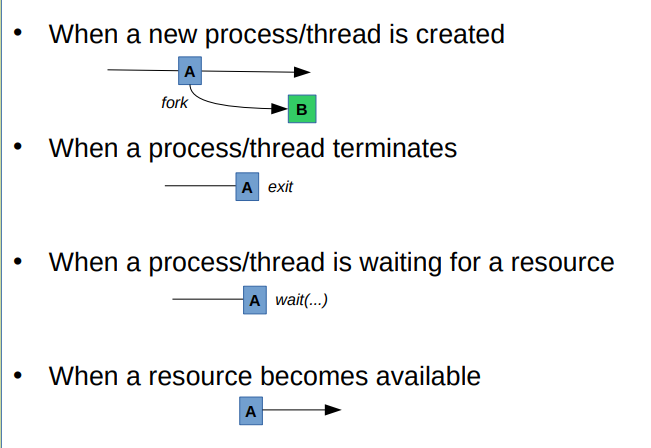 • When a new process/thread is created
A
fork
B
• When a process/thread terminates
A exit
• When a process/thread is waiting for a resource
A wait(...)
• When a resource becomes available
A